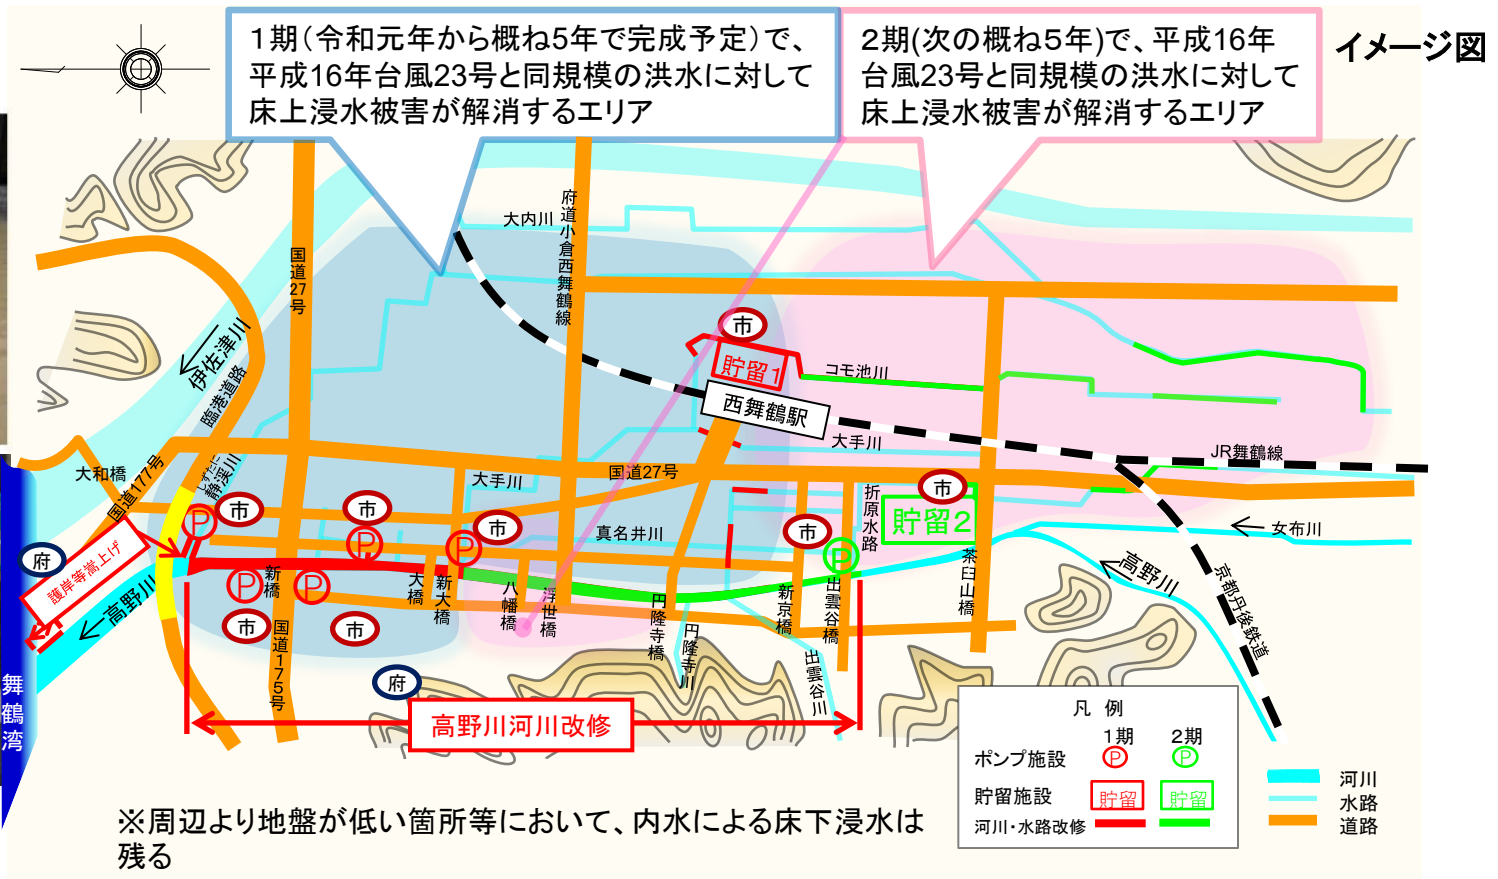 イメージ図
1期(令和元年から概ね5年で完成予定)で、
平成16年台風23号と同規模の洪水に対して
床上浸水被害が解消するエリア
2期(次の概ね5年)で、平成16年
台風23号と同規模の洪水に対して
床上浸水被害が解消するエリア
大内川
府道小倉西舞鶴線
国道27号
伊佐津川
臨港道路
市
貯留1
コモ池川
西舞鶴駅
大手川
JR舞鶴線
大和橋
国道177号
しずたに
静渓川
大手川
国道27号
折原水路
市
貯留2
市
市
市
市
真名井川
女布川
P
P
P
P
府
護岸等嵩上げ
高野川
P
P
新橋
大橋
新大橋
八幡橋
浮世橋
円隆寺橋
円隆寺川
新京橋
出雲谷橋
出雲谷川
茶臼山橋
高野川
京都丹後鉄道
市
市
国道175号
府
舞鶴湾
高野川河川改修
凡 例
1期 2期
ポンプ施設 P P
貯留施設 貯留 貯留
河川・水路改修
河川
水路
道路
※周辺より地盤が低い箇所等において、内水による床下浸水は
残る